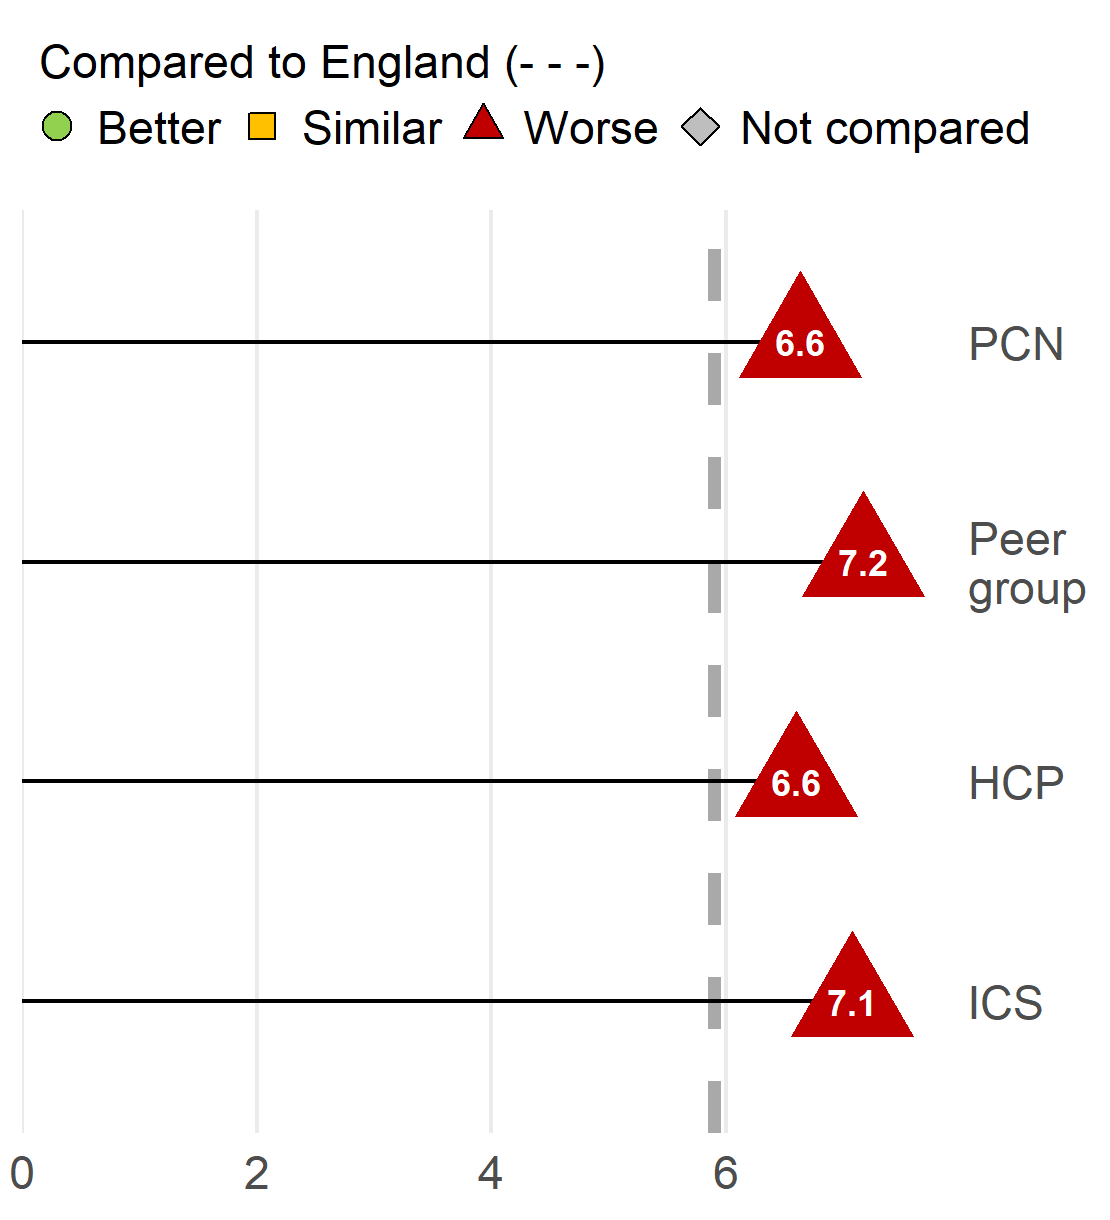 Compared to England (- - -)
Better Similar Worse Not compared
6.6 PCN
7.2 Peer
group
6.6 HCP
7.1 ICS
0 2 4 6